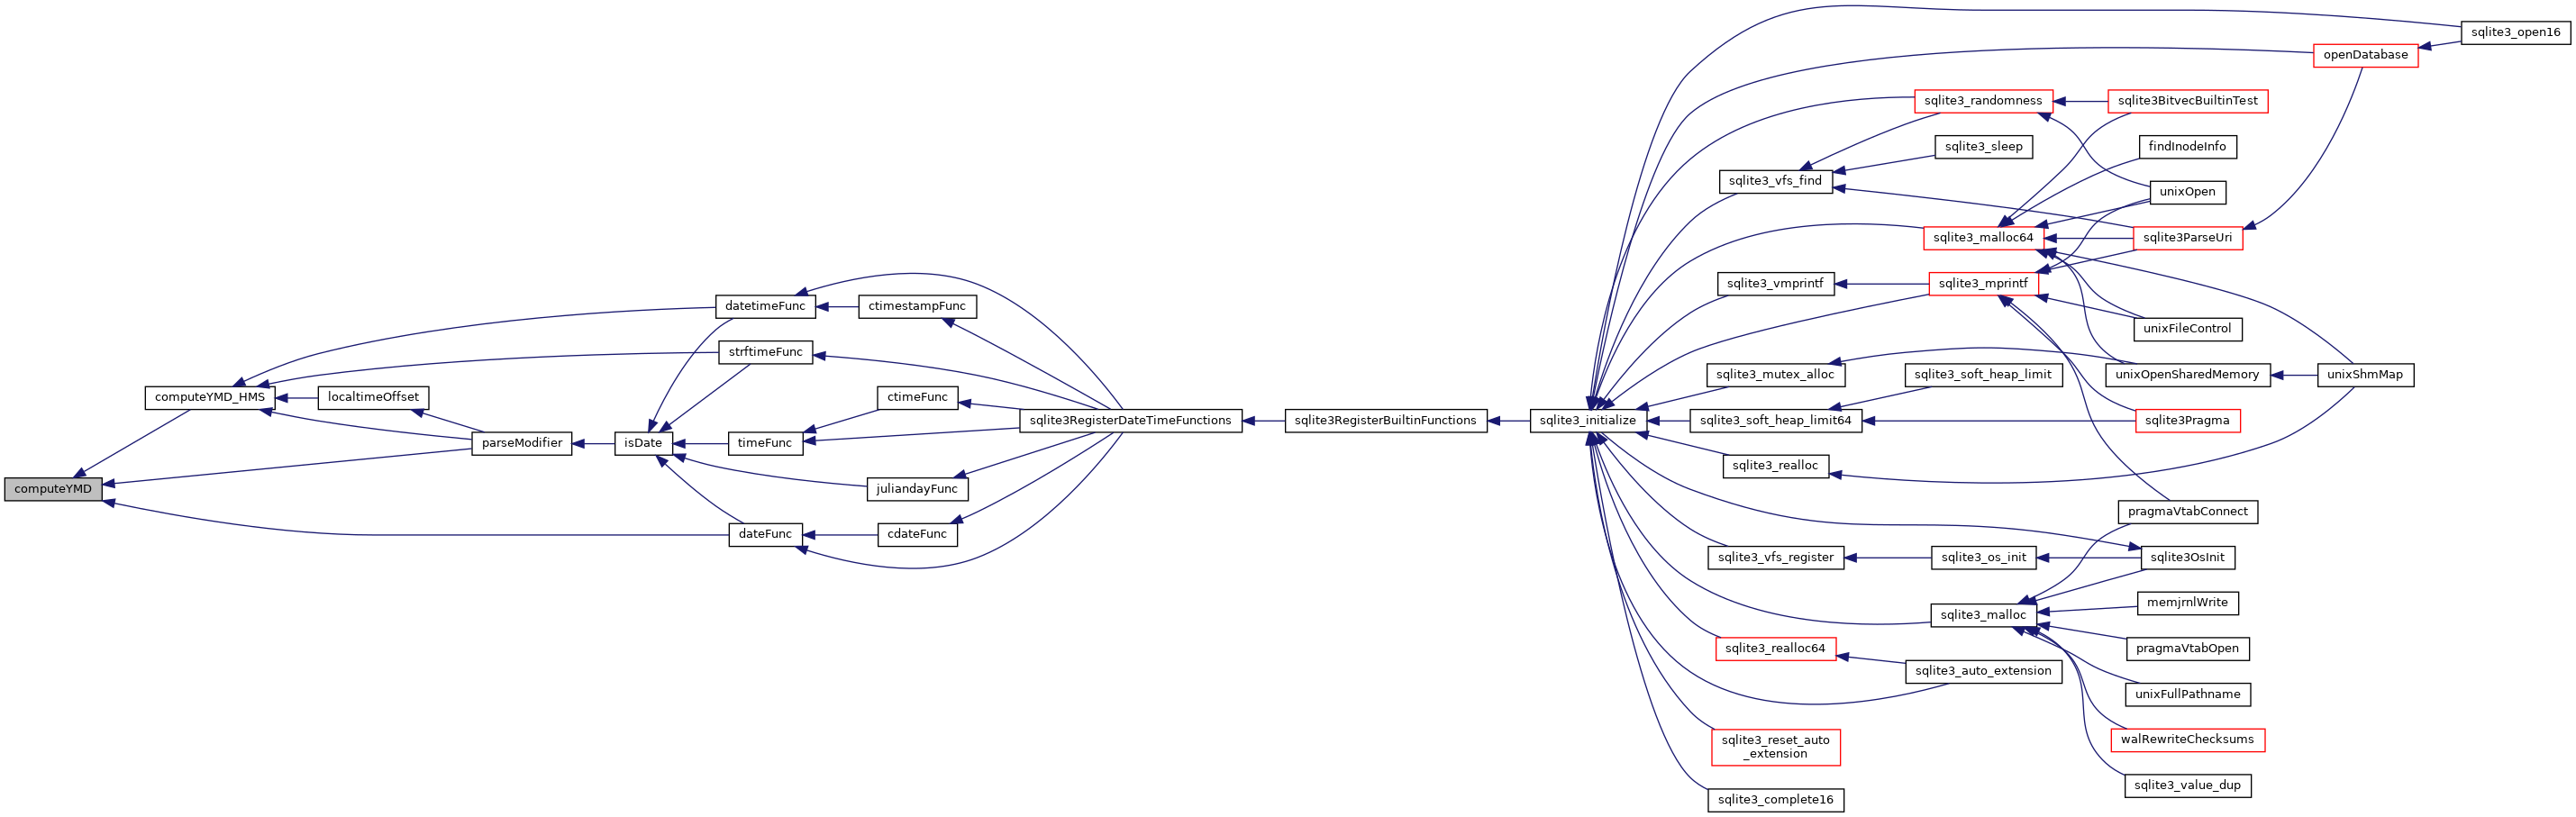 computeYMD
computeYMD_HMS
localtimeOffset
parseModifier
isDate
datetimeFunc
strftimeFunc
timeFunc
dateFunc
ctimestampFunc
ctimeFunc
juliandayFunc
cdateFunc
sqlite3RegisterDateTimeFunctions
sqlite3RegisterBuiltinFunctions
sqlite3_initialize
sqlite3_vfs_find
sqlite3_vmprintf
sqlite3_mutex_alloc
sqlite3_soft_heap_limit64
sqlite3_realloc
sqlite3_vfs_register
sqlite3_realloc64
sqlite3_reset_auto
_extension
sqlite3_complete16
sqlite3_randomness
sqlite3_sleep
sqlite3_malloc64
sqlite3_mprintf
sqlite3_soft_heap_limit
sqlite3_os_init
sqlite3_malloc
sqlite3_auto_extension
sqlite3BitvecBuiltinTest
findInodeInfo
unixOpen
sqlite3ParseUri
unixFileControl
unixOpenSharedMemory
sqlite3Pragma
pragmaVtabConnect
sqlite3OsInit
memjrnlWrite
pragmaVtabOpen
unixFullPathname
walRewriteChecksums
sqlite3_value_dup
openDatabase
unixShmMap
sqlite3_open16